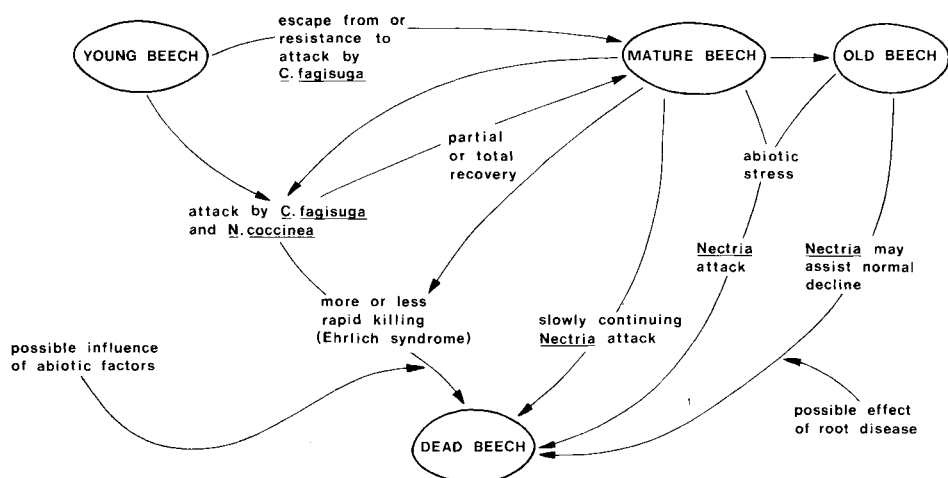 escape from or
resistance to
attack by
C. fagisuga
YOUNG BEECH
MATURE BEECH
OLD BEECH
partial
or total
recovery
abiotic
stress
attack by C. fagisuga
and N. coccinea
Nectria
attack
Nectria may
assist normal
decline
more or less
rapid killing
(Ehrlich syndrome)
slowly continuing
Nectria attack
possible influence
of abiotic factors
possible effect
of root disease
DEAD BEECH